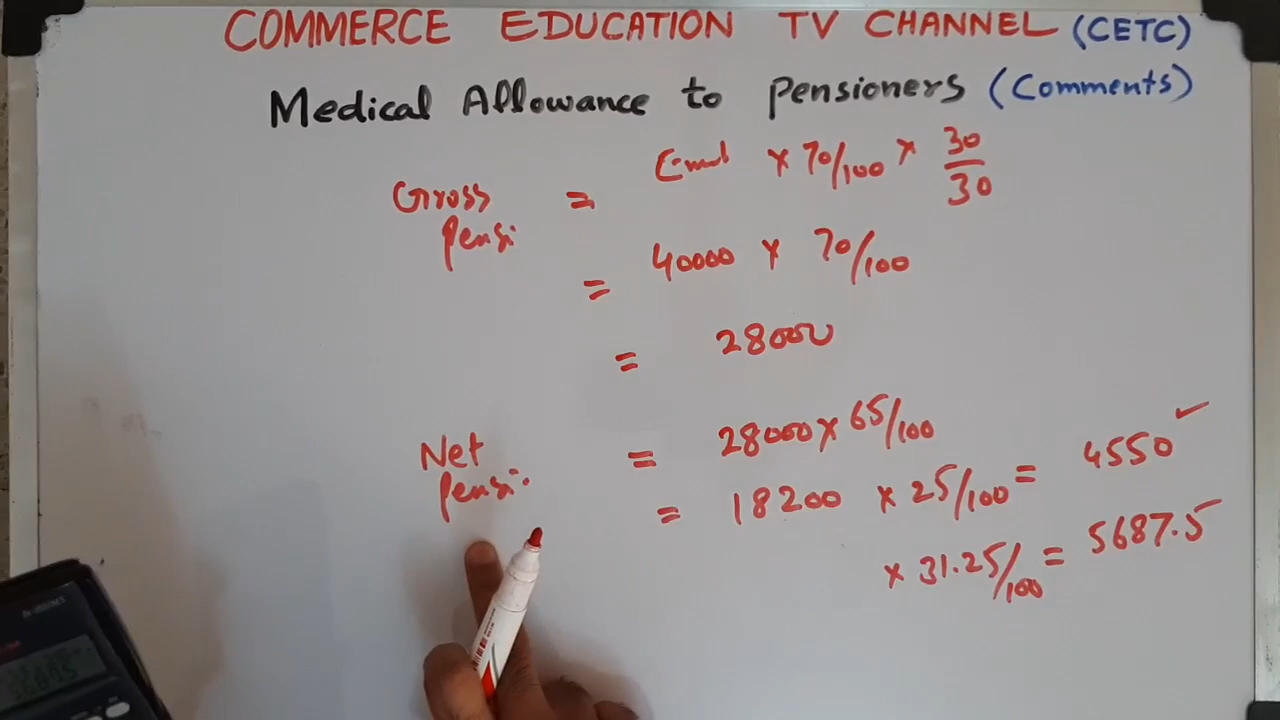 COMMERCE EDUCATION TV CHANNEL (CETC)
Medical Allowance to Pensioners (Comments)
Gross pensi = × 70/100 × 30/30
= 40000 × 70/100
= 28000
Net pensi. = 28000 × 65/100
= 18200 × 25/100 = 4550 ✓
× 31.25/100 = 5687.5